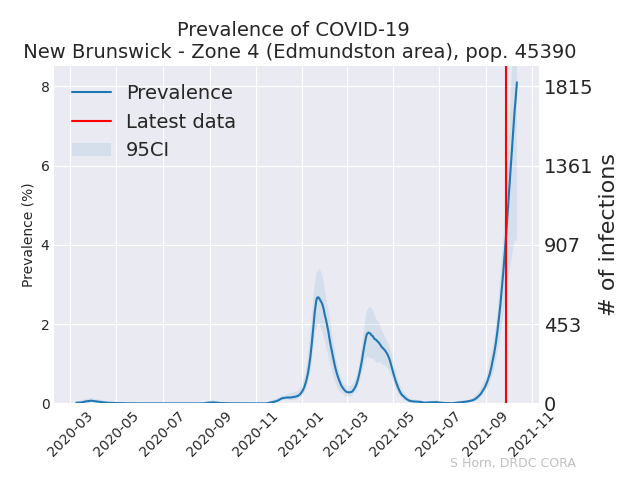 Prevalence of COVID-19
New Brunswick - Zone 4 (Edmundston area), pop. 45390
Prevalence
Latest data
95CI
Prevalence (%)
8
6
4
2
0
1815
1361
907
453
0
# of infections
2020-03
2020-05
2020-07
2020-09
2020-11
2021-01
2021-03
2021-05
2021-07
2021-09
2021-11
S Horn, DRDC CORA